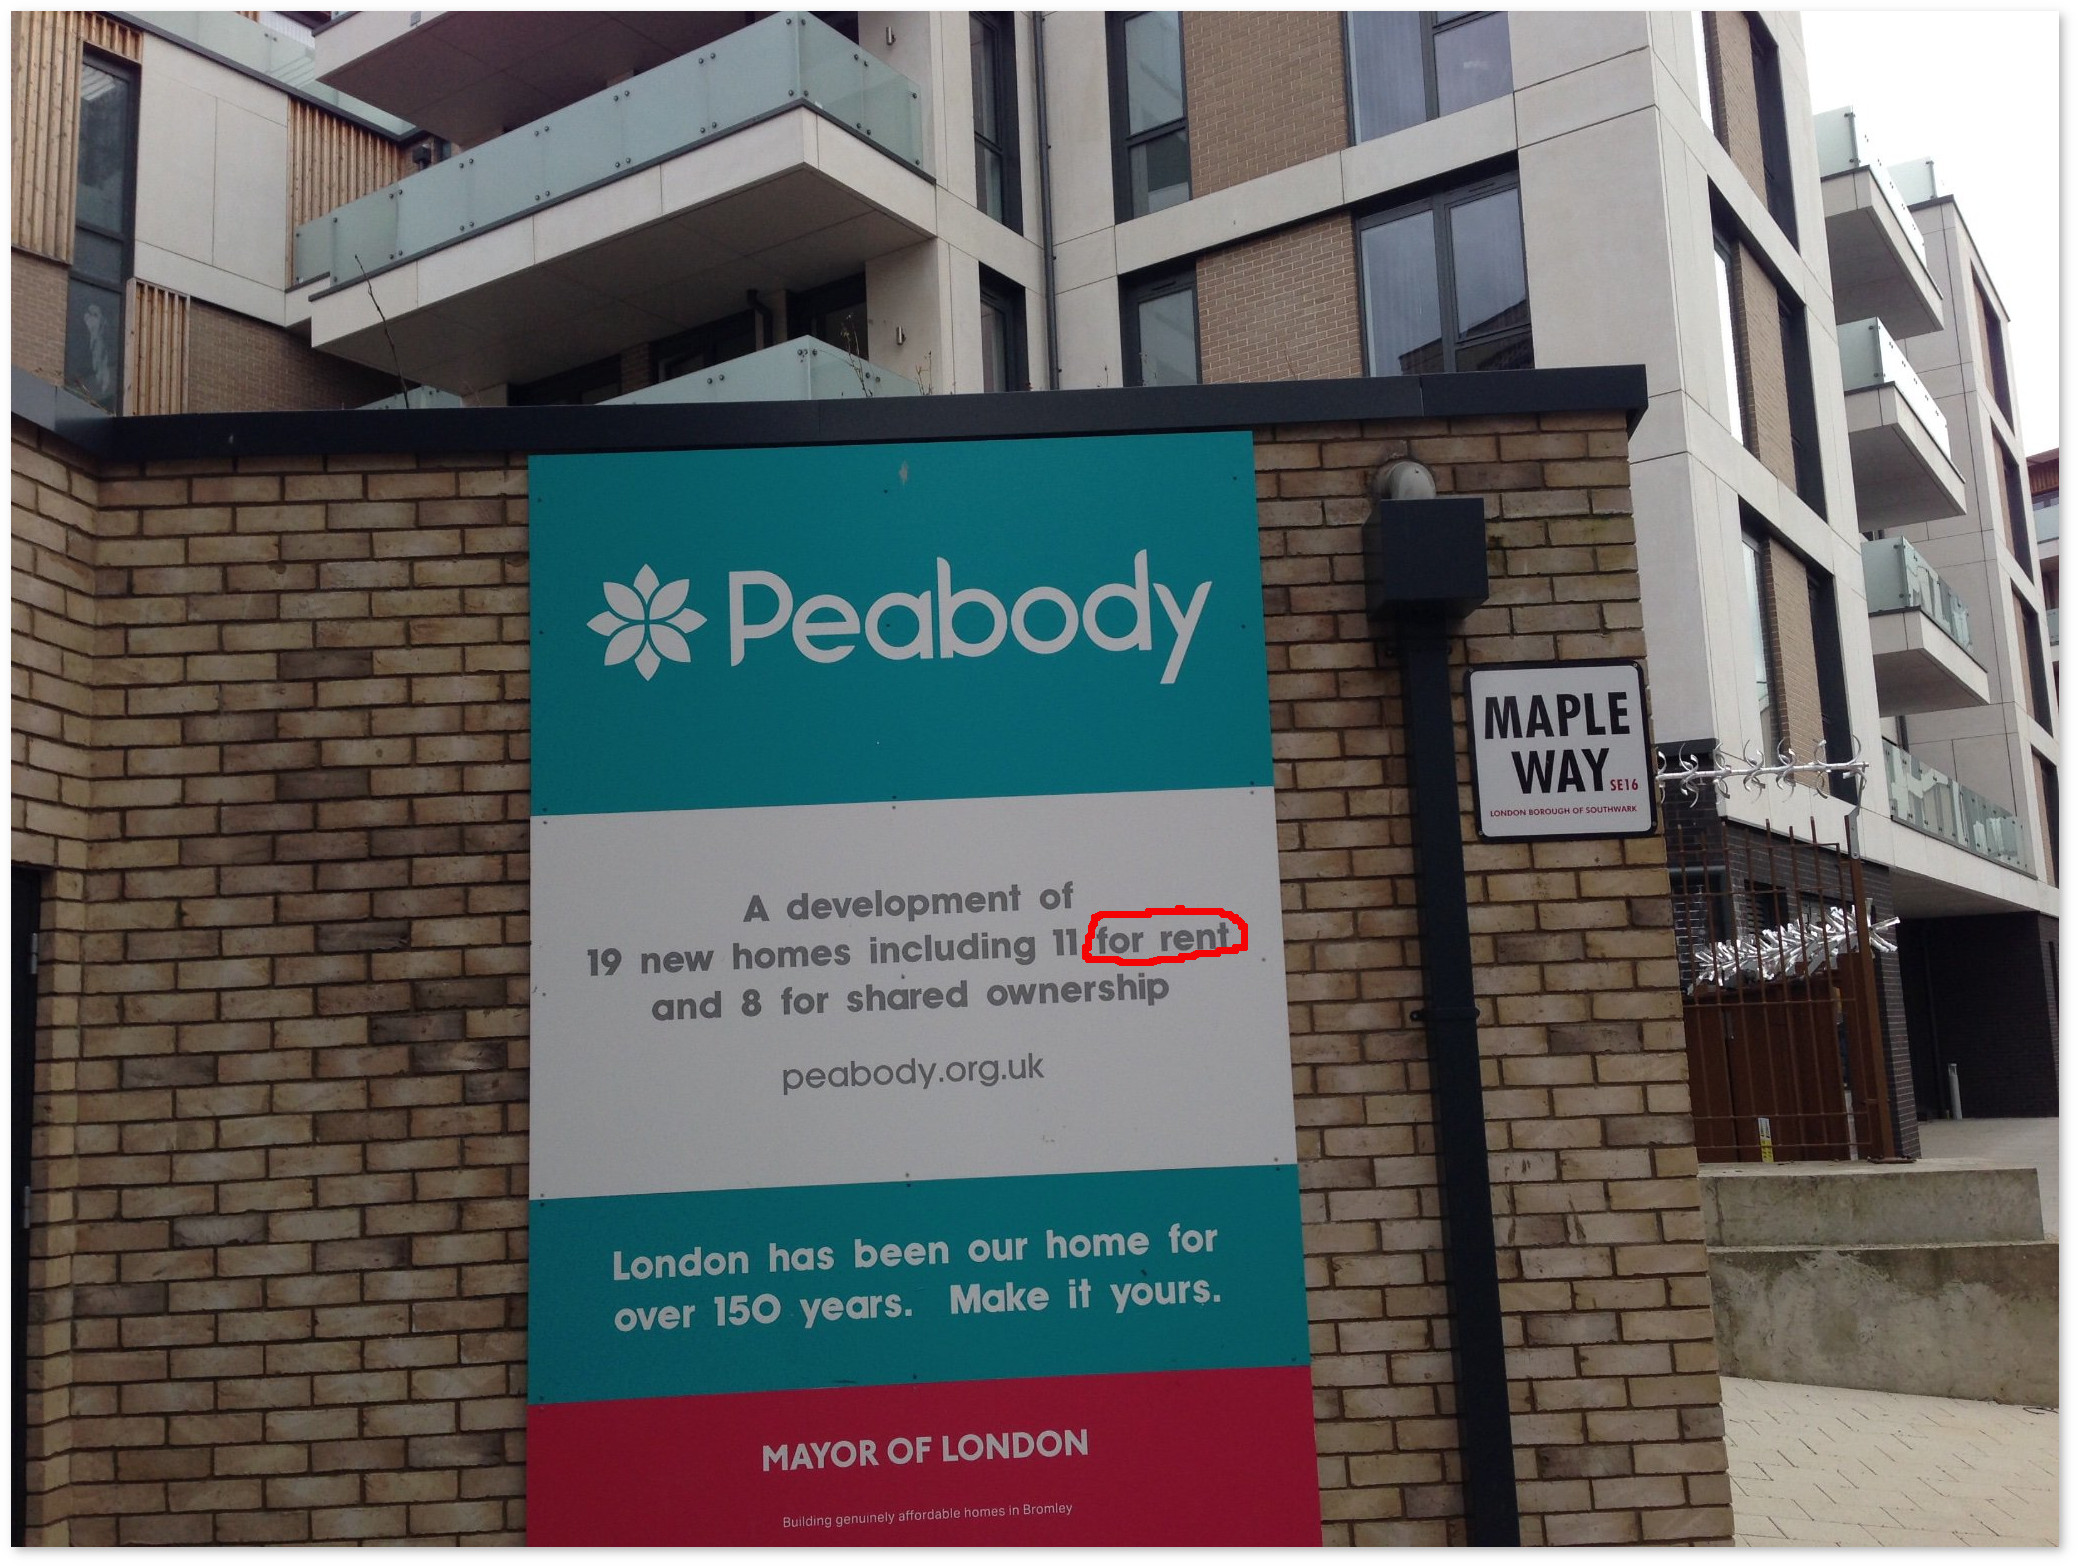 Peabody
A development of
19 new homes including 11 for rent
and 8 for shared ownership
peabody.org.uk
London has been our home for
over 150 years. Make it yours.
MAYOR OF LONDON
Building genuinely affordable homes in Bromley
MAPLE
WAY SE16
LONDON BOROUGH OF SOUTHWARK